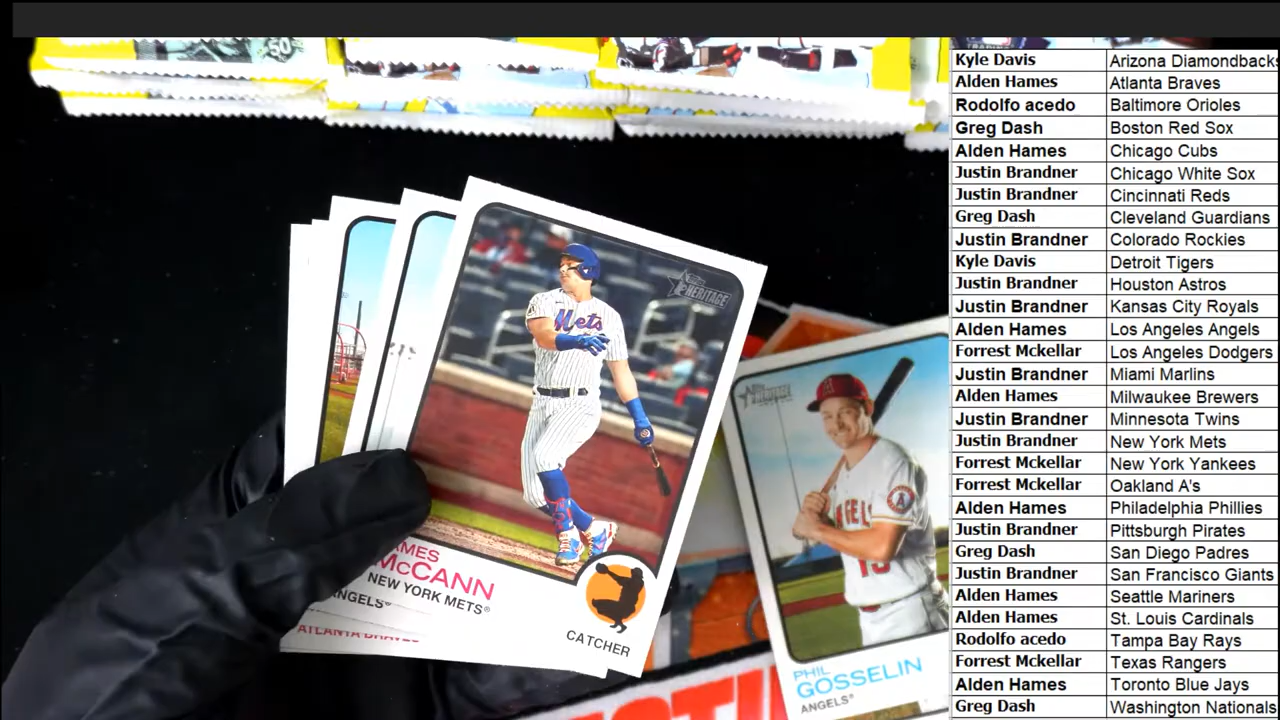 50
Kyle Davis Arizona Diamondbacks
Alden Hames Atlanta Braves
Rodolfo acedo Baltimore Orioles
Greg Dash Boston Red Sox
Alden Hames Chicago Cubs
Justin Brandner Chicago White Sox
Justin Brandner Cincinnati Reds
Greg Dash Cleveland Guardians
Justin Brandner Colorado Rockies
Kyle Davis Detroit Tigers
Justin Brandner Houston Astros
Justin Brandner Kansas City Royals
Alden Hames Los Angeles Angels
Forrest Mckellar Los Angeles Dodgers
Justin Brandner Miami Marlins
Alden Hames Milwaukee Brewers
Justin Brandner Minnesota Twins
Justin Brandner New York Mets
Forrest Mckellar New York Yankees
Forrest Mckellar Oakland A's
Alden Hames Philadelphia Phillies
Justin Brandner Pittsburgh Pirates
Greg Dash San Diego Padres
Justin Brandner San Francisco Giants
Alden Hames Seattle Mariners
Alden Hames St. Louis Cardinals
Rodolfo acedo Tampa Bay Rays
Forrest Mckellar Texas Rangers
Alden Hames Toronto Blue Jays
Greg Dash Washington Nationals
Topps HERITAGE
Mets
McCANN
NEW YORK METS®
CATCHER
ANGELS®
ATLANTA BRAVES
HERITAGE
PHIL
GOSSELIN
ANGELS®